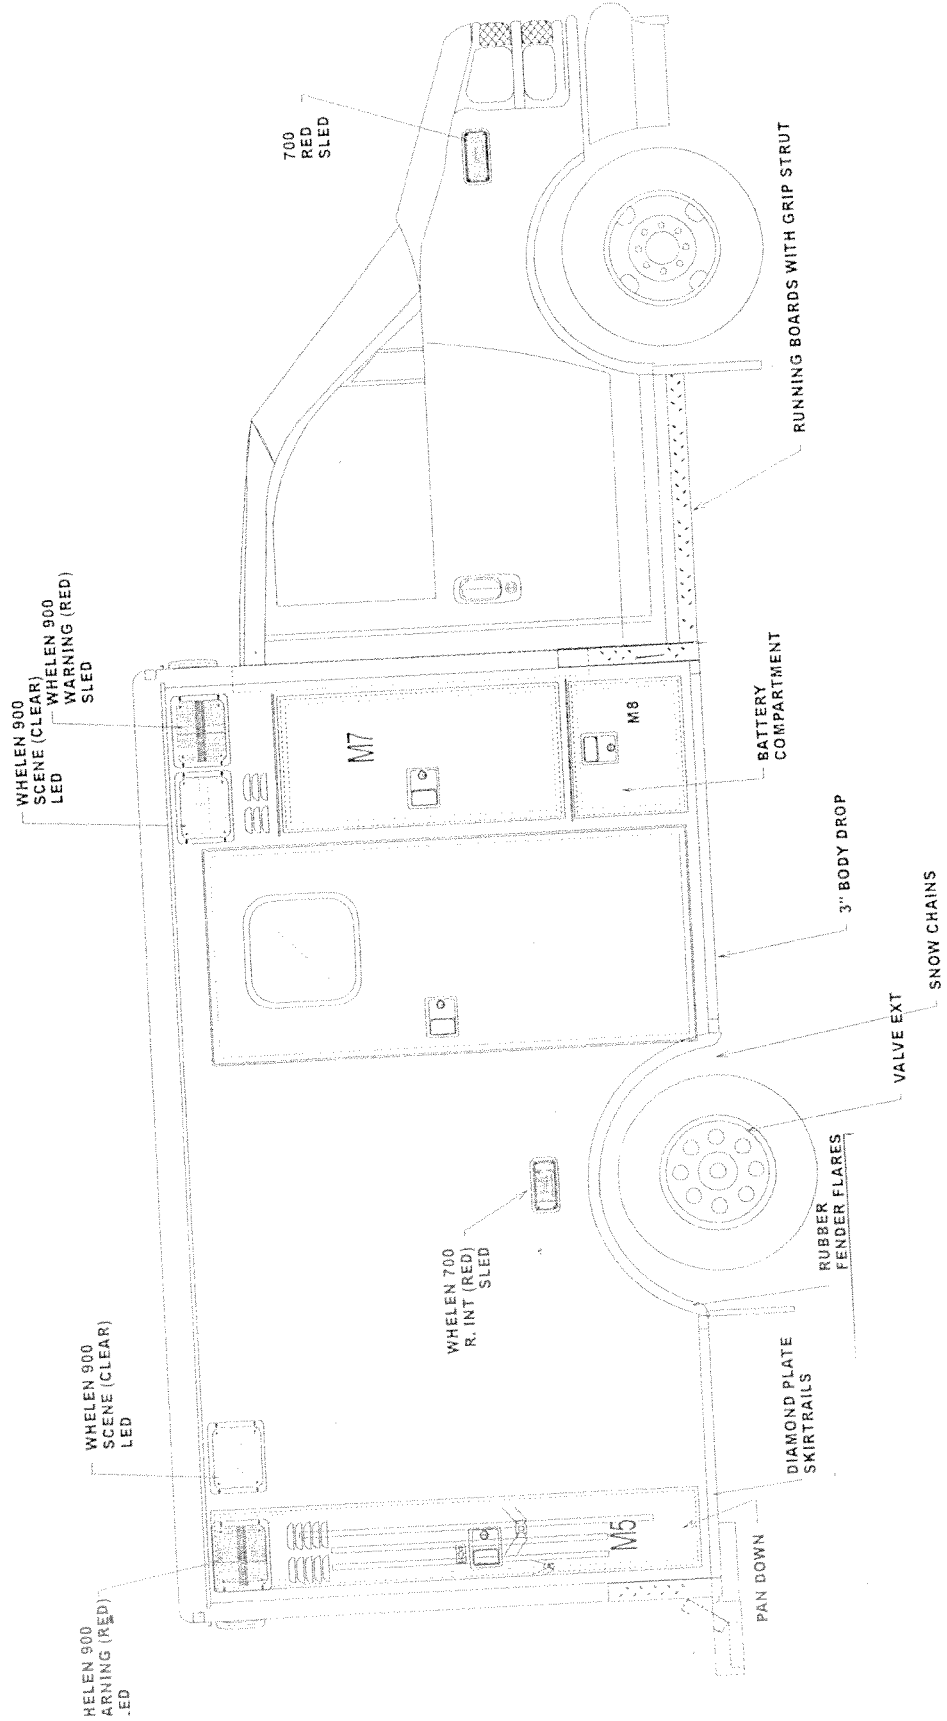 700
RED
SLED
RUNNING BOARDS WITH GRIP STRUT
WHELEN 900
WARNING (RED)
SLED
WHELEN 900
SCENE (CLEAR)
LED
M7
M8
BATTERY
COMPARTMENT
3" BODY DROP
SNOW CHAINS
VALVE EXT
RUBBER
FENDER FLARES
WHELEN 700
R. INT (RED)
SLED
WHELEN 900
SCENE (CLEAR)
LED
DIAMOND PLATE
SKIRTRAILS
M5
PAN DOWN
HELEN 900
ARNING (RED)
ED